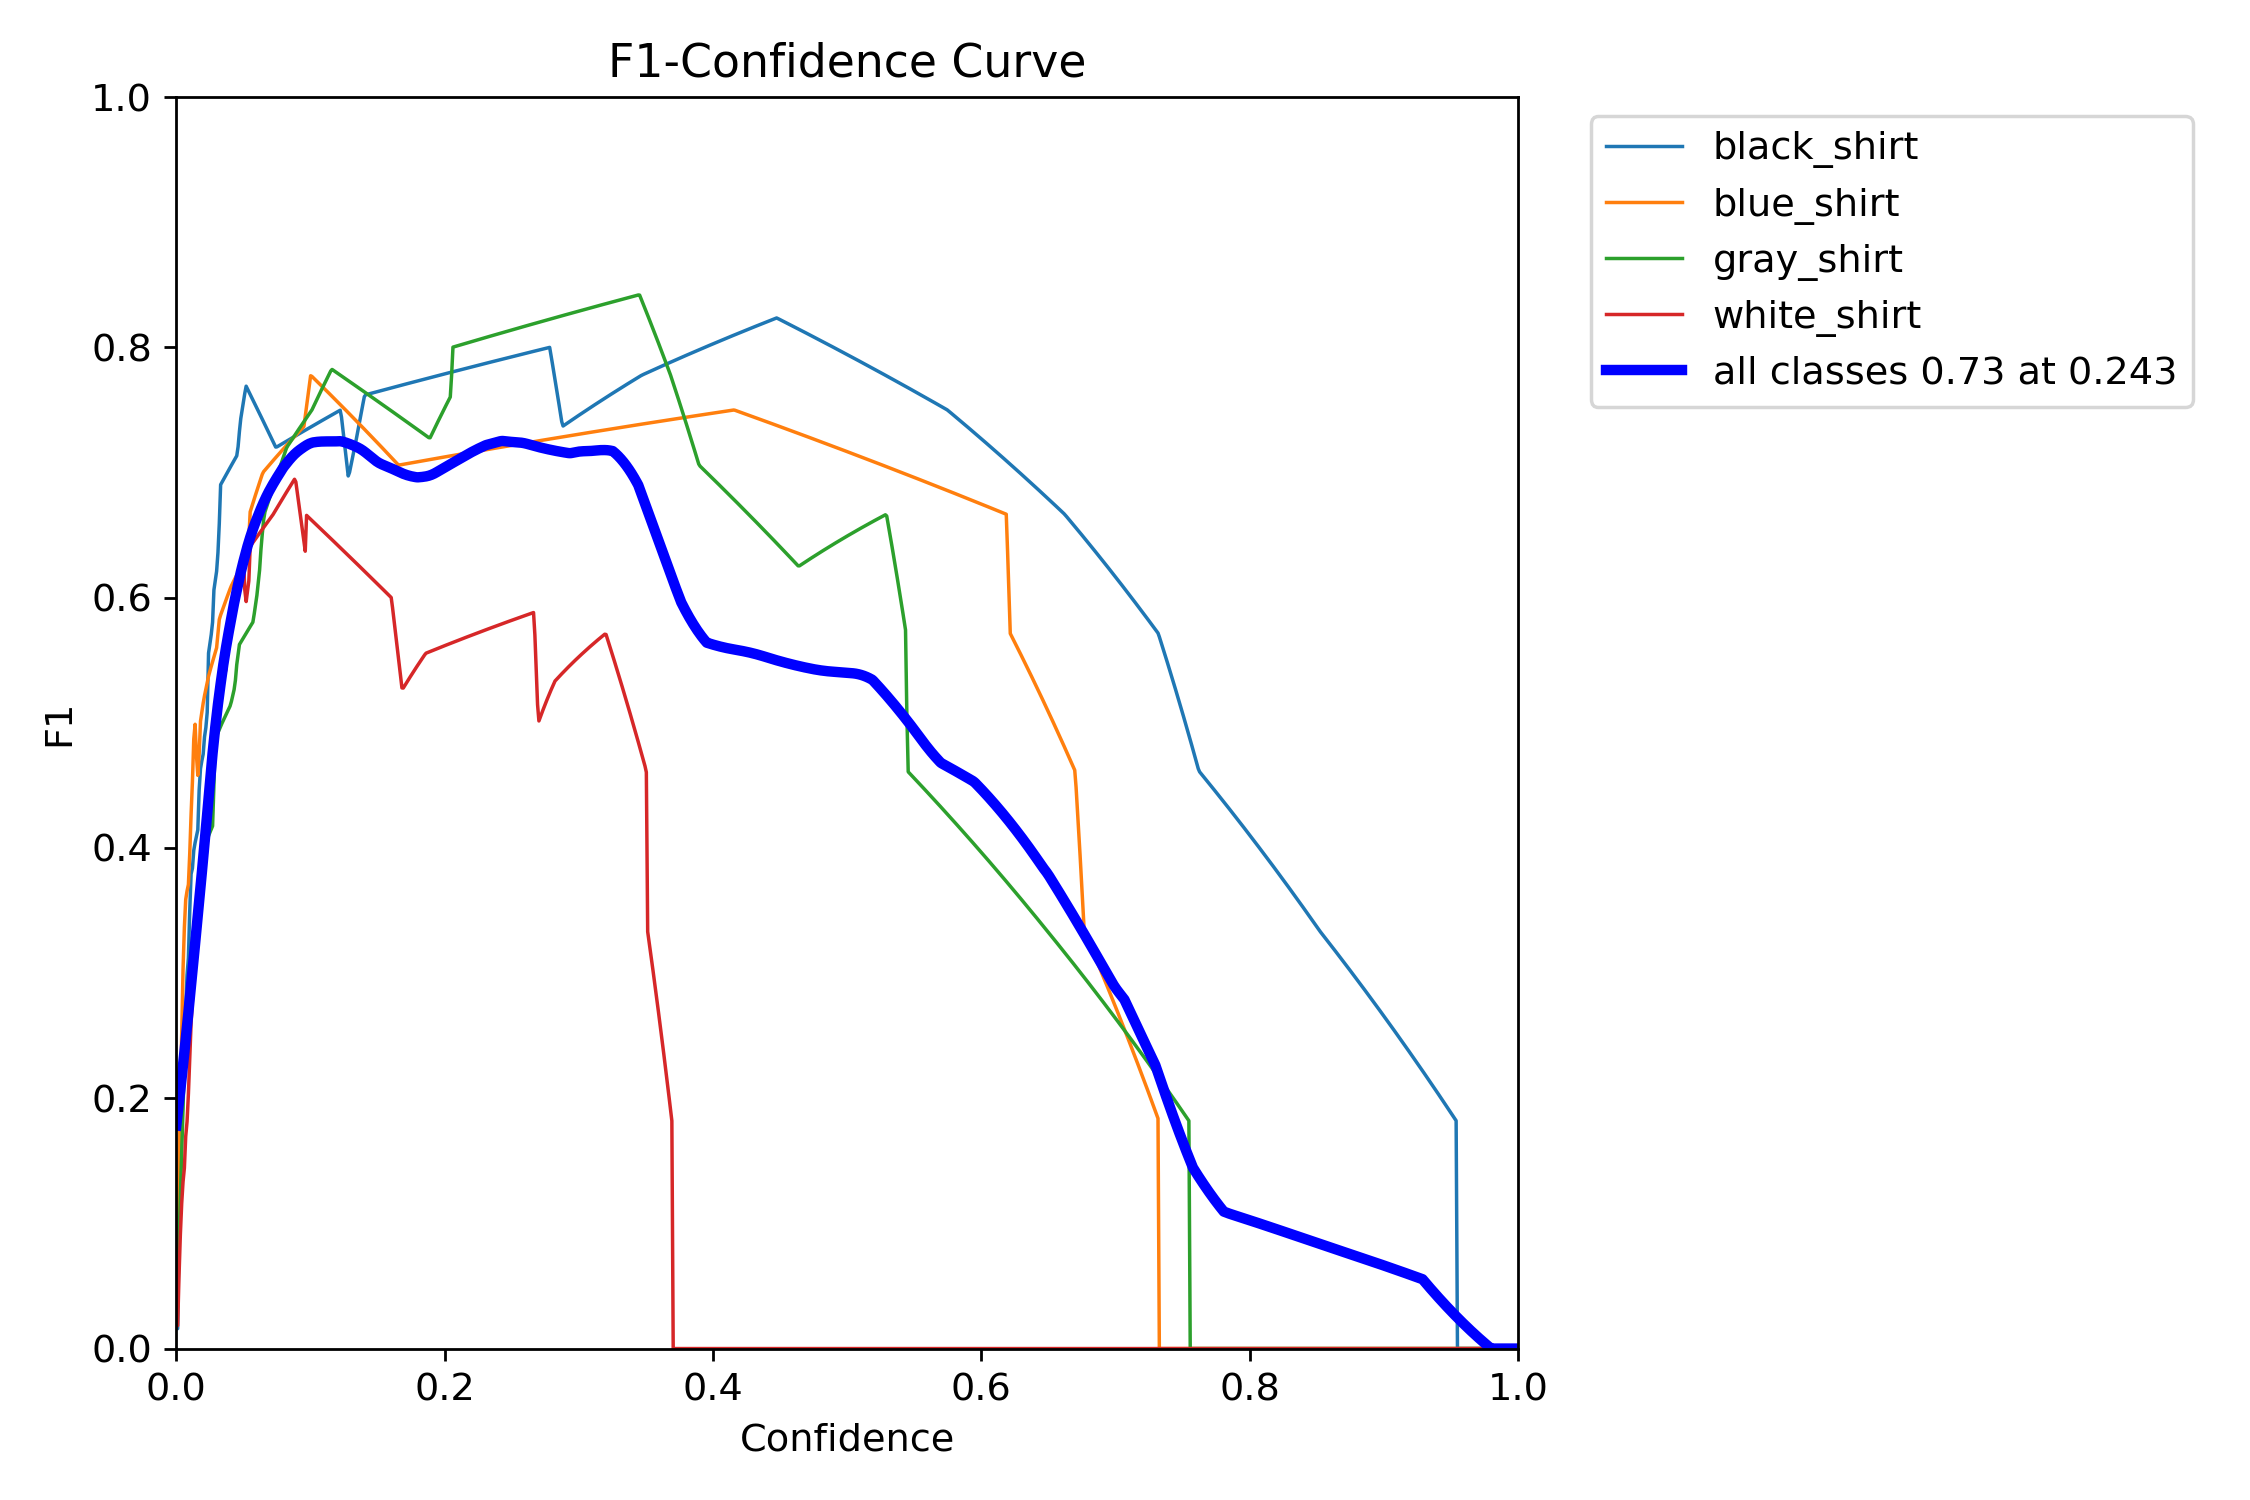 F1-Confidence Curve
1.0
0.8
0.6
0.4
0.2
0.0
F1
0.0 0.2 0.4 0.6 0.8 1.0
Confidence
black_shirt
blue_shirt
gray_shirt
white_shirt
all classes 0.73 at 0.243